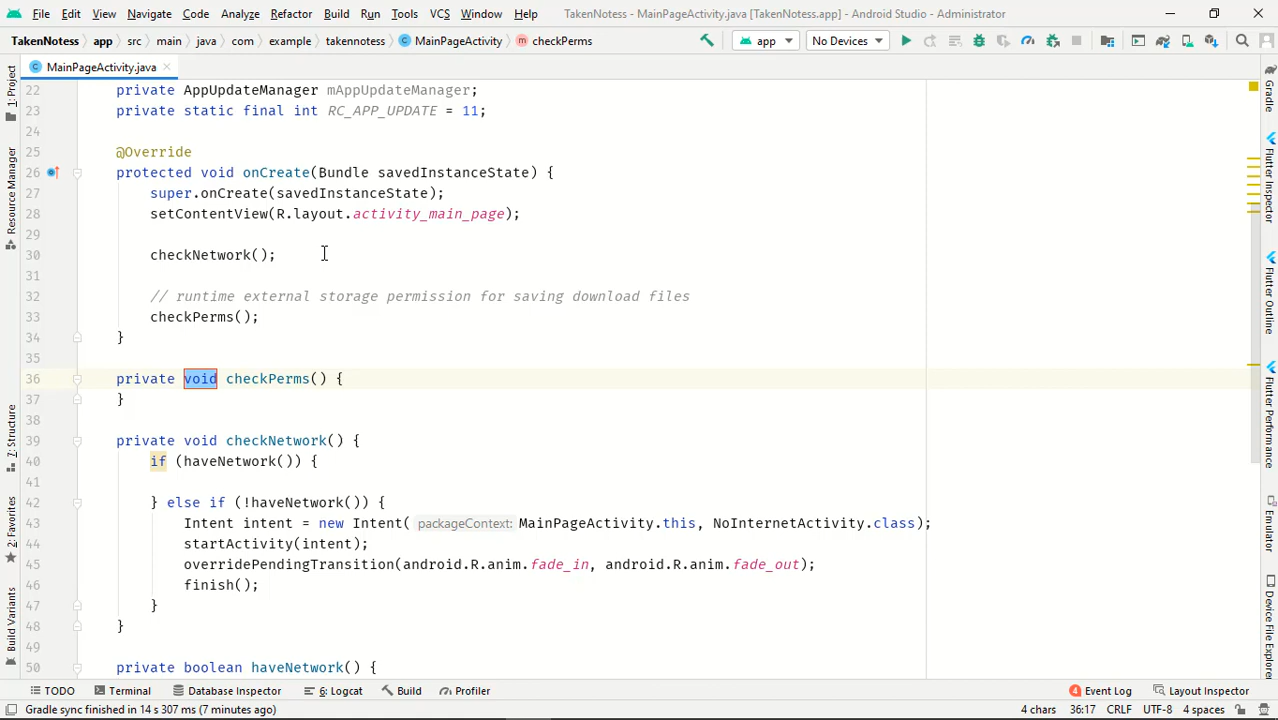 File Edit View Navigate Code Analyze Refactor Build Run Tools VCS Window Help TakenNotess - MainPageActivity.java [TakenNotess.app] - Android Studio - Administrator
TakenNotess app src main java com example takennotess MainPageActivity checkPerms app No Devices
MainPageActivity.java
1: Project
Resource Manager
7: Structure
2: Favorites
Build Variants
22 private AppUpdateManager mAppUpdateManager;
23 private static final int RC_APP_UPDATE = 11;
24
25 @Override
26 protected void onCreate(Bundle savedInstanceState) {
27 super.onCreate(savedInstanceState);
28 setContentView(R.layout.activity_main_page);
29
30 checkNetwork();
31
32 // runtime external storage permission for saving download files
33 checkPerms();
34 }
35
36 private void checkPerms() {
37 }
38
39 private void checkNetwork() {
40 if (haveNetwork()) {
41
42 } else if (!haveNetwork()) {
43 Intent intent = new Intent( packageContext: MainPageActivity.this, NoInternetActivity.class);
44 startActivity(intent);
45 overridePendingTransition(android.R.anim.fade_in, android.R.anim.fade_out);
46 finish();
47 }
48 }
49
50 private boolean haveNetwork() {
Gradle
Flutter Inspector
Flutter Outline
Flutter Performance
Emulator
Device File Explorer
TODO Terminal Database Inspector 6: Logcat Build Profiler 4 Event Log Layout Inspector
Gradle sync finished in 14 s 307 ms (7 minutes ago) 4 chars 36:17 CRLF UTF-8 4 spaces